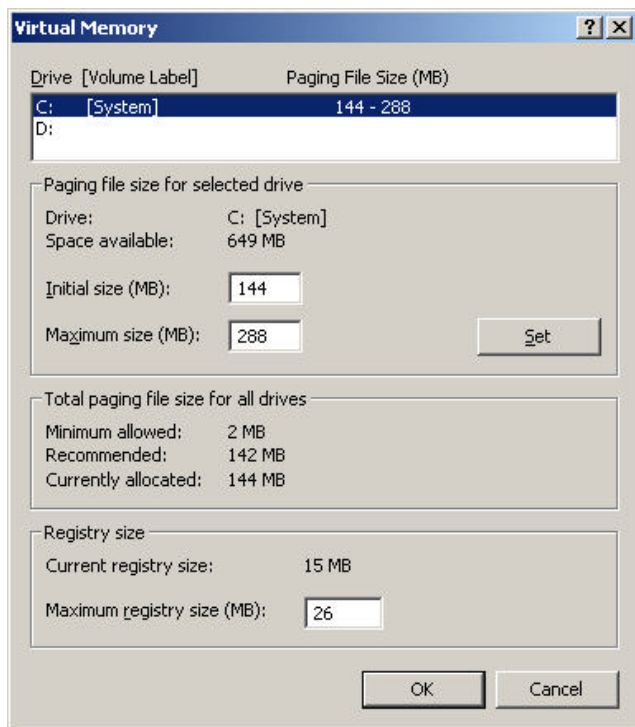 Virtual Memory
Drive [Volume Label] Paging File Size (MB)
C: [System] 144 - 288
D:
Paging file size for selected drive
Drive: C: [System]
Space available: 649 MB
Initial size (MB): 144
Maximum size (MB): 288 Set
Total paging file size for all drives
Minimum allowed: 2 MB
Recommended: 142 MB
Currently allocated: 144 MB
Registry size
Current registry size: 15 MB
Maximum registry size (MB): 26
OK Cancel